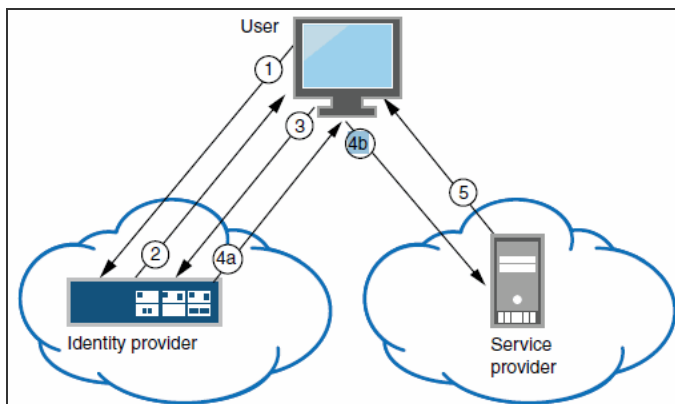 User
1
3
4b
5
2
4a
Identity provider
Service
provider